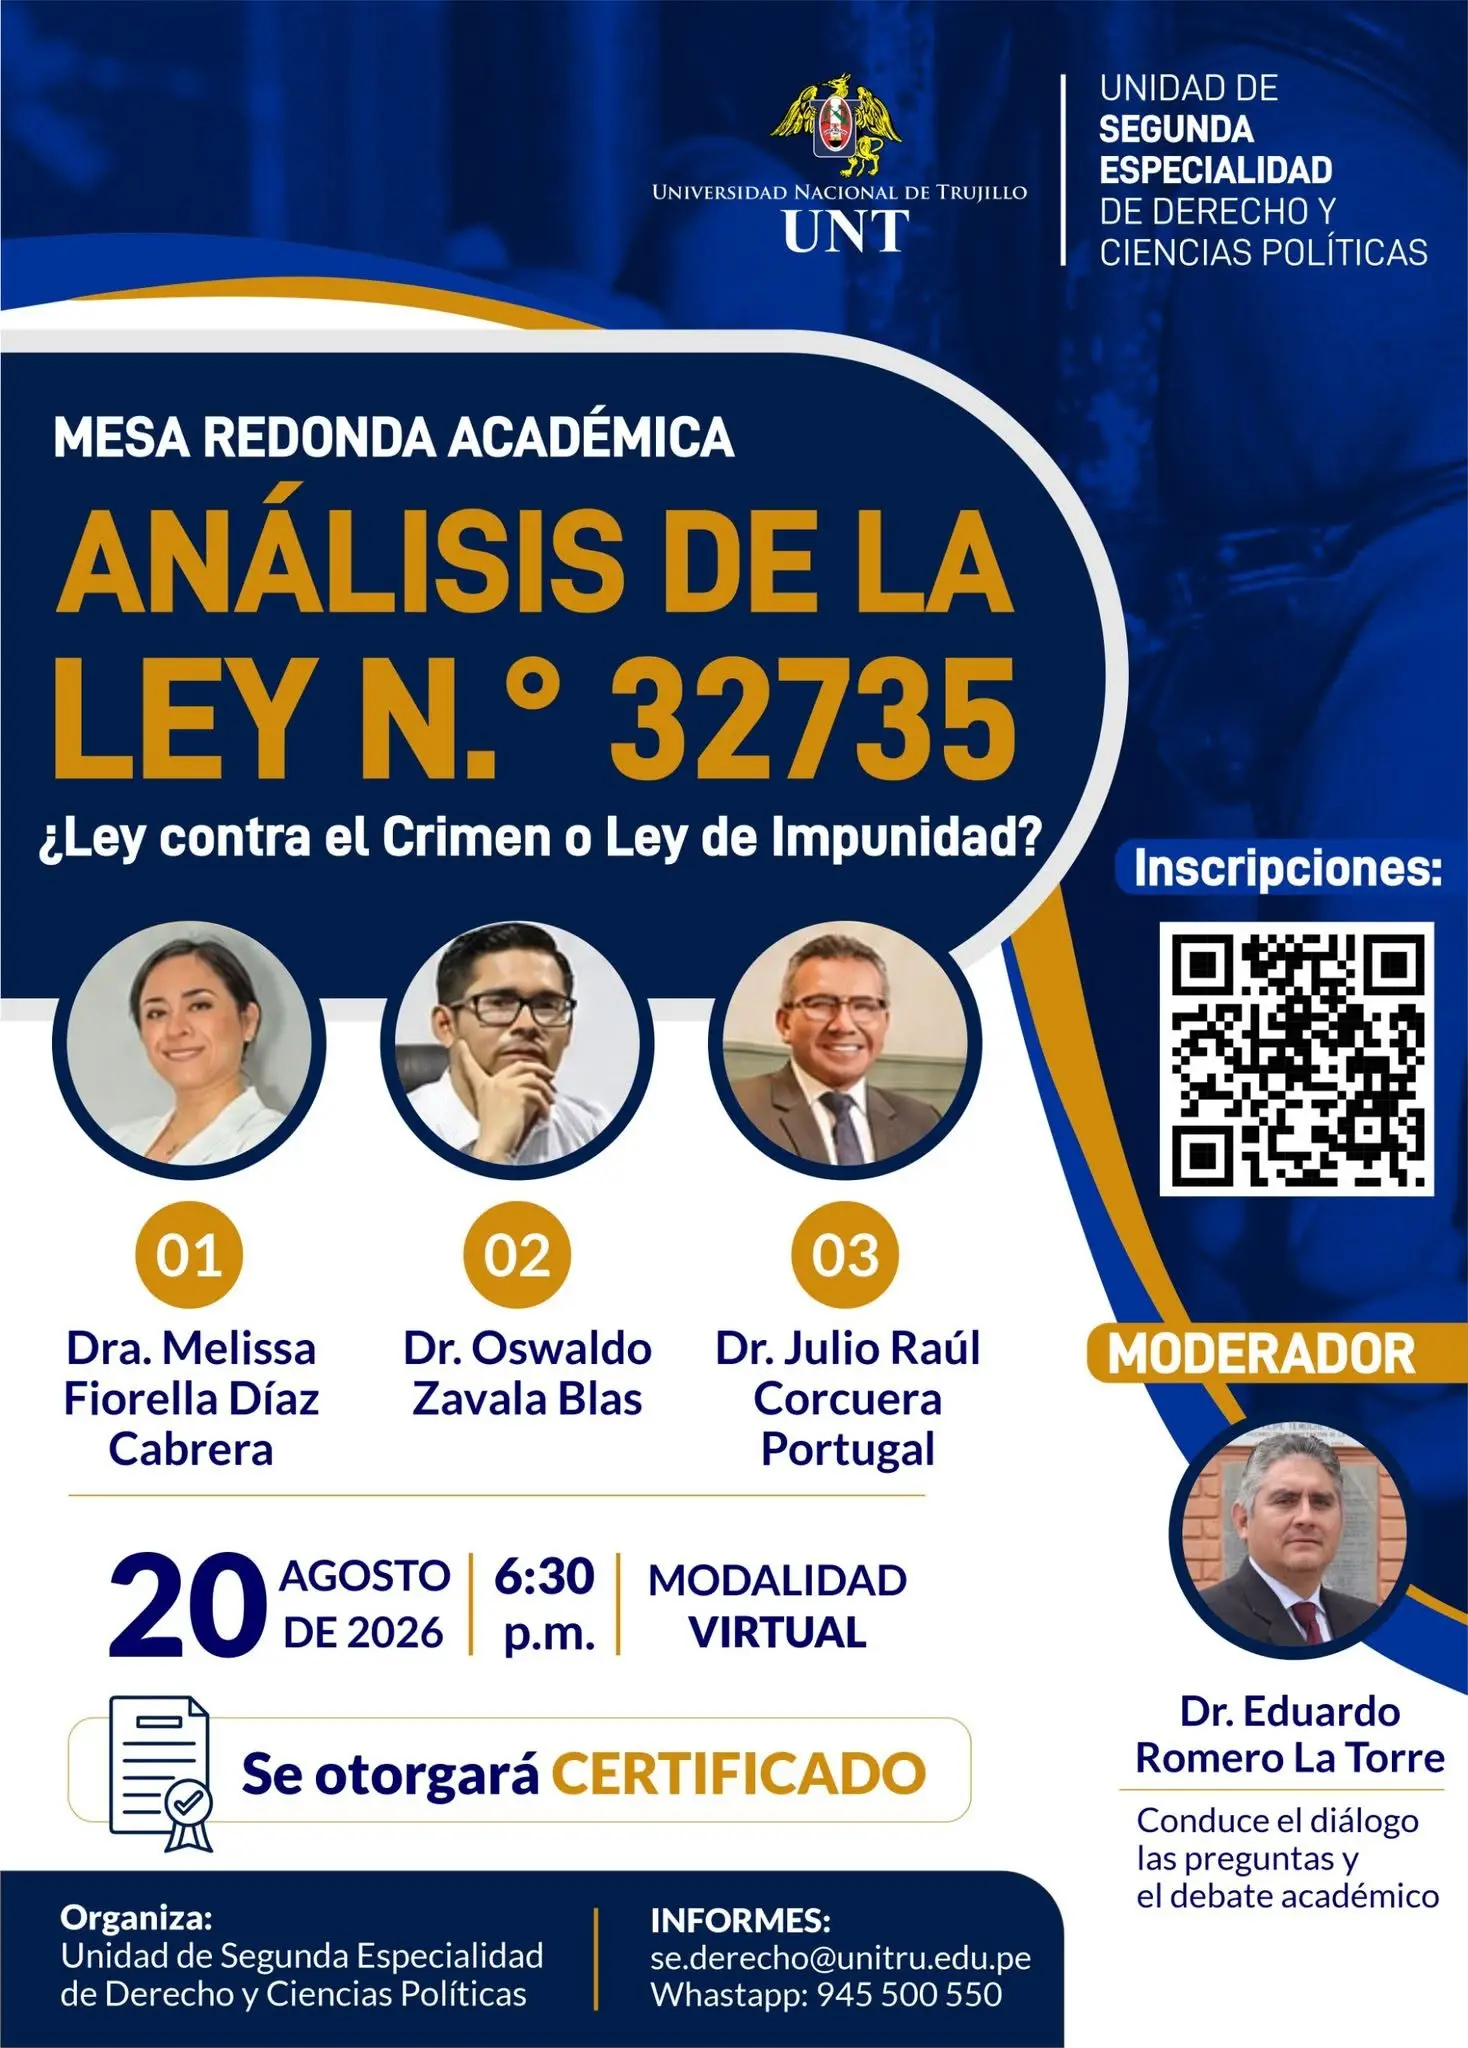 UNIVERSIDAD NACIONAL DE TRUJILLO
UNT
UNIDAD DE
SEGUNDA
ESPECIALIDAD
DE DERECHO Y
CIENCIAS POLÍTICAS
MESA REDONDA ACADÉMICA
ANÁLISIS DE LA
LEY N.° 32735
¿Ley contra el Crimen o Ley de Impunidad?
Inscripciones:
01
Dra. Melissa
Fiorella Díaz
Cabrera
02
Dr. Oswaldo
Zavala Blas
03
Dr. Julio Raúl
Corcuera
Portugal
MODERADOR
Dr. Eduardo
Romero La Torre
Conduce el diálogo
las preguntas y
el debate académico
20
AGOSTO
DE 2026
6:30
p.m.
MODALIDAD
VIRTUAL
Se otorgará CERTIFICADO
Organiza:
Unidad de Segunda Especialidad
de Derecho y Ciencias Políticas
INFORMES:
se.derecho@unitru.edu.pe
Whastapp: 945 500 550